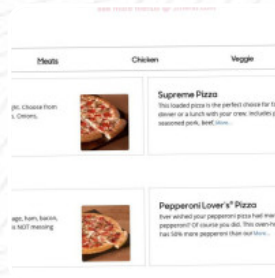 Meats Chicken Veggie
Supreme Pizza
gic. Choose from This loaded pizza is the perfect choice for f
, Onions, dinner or a lunch with your crew. Includes p
seasoned pork, beef, More...
Pepperoni Lover's® Pizza
age, ham, bacon, Ever wished your pepperoni pizza had mor
is NOT messing pepperoni? Of course you did. This oven-h
has 50% more pepperoni than our More...